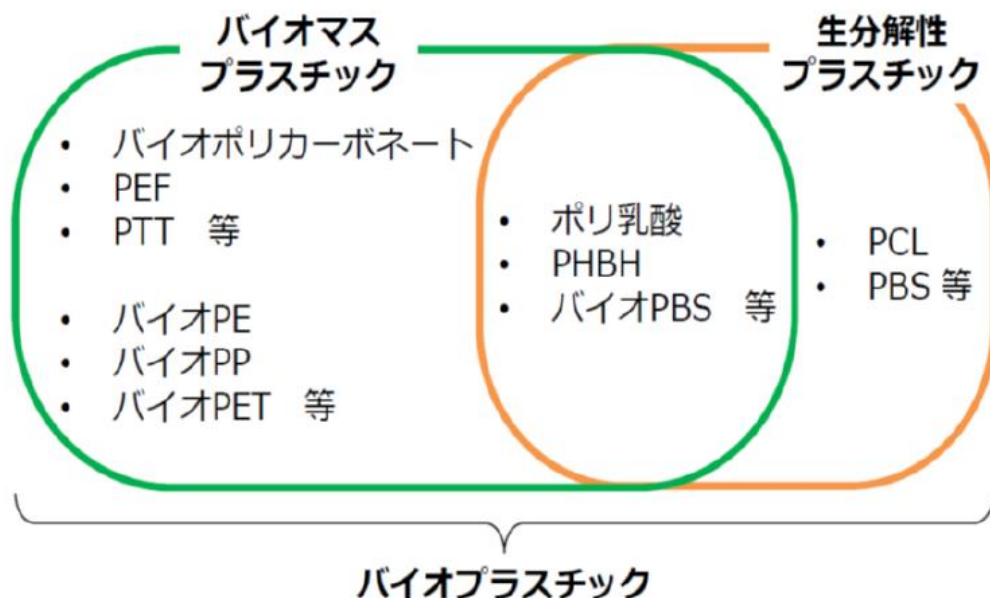 バイオマス
プラスチック
生分解性
プラスチック
• バイオポリカーボネート
• PEF
• PTT 等
• バイオPE
• バイオPP
• バイオPET 等
• ポリ乳酸
• PHBH
• バイオPBS 等
• PCL
• PBS 等
バイオプラスチック